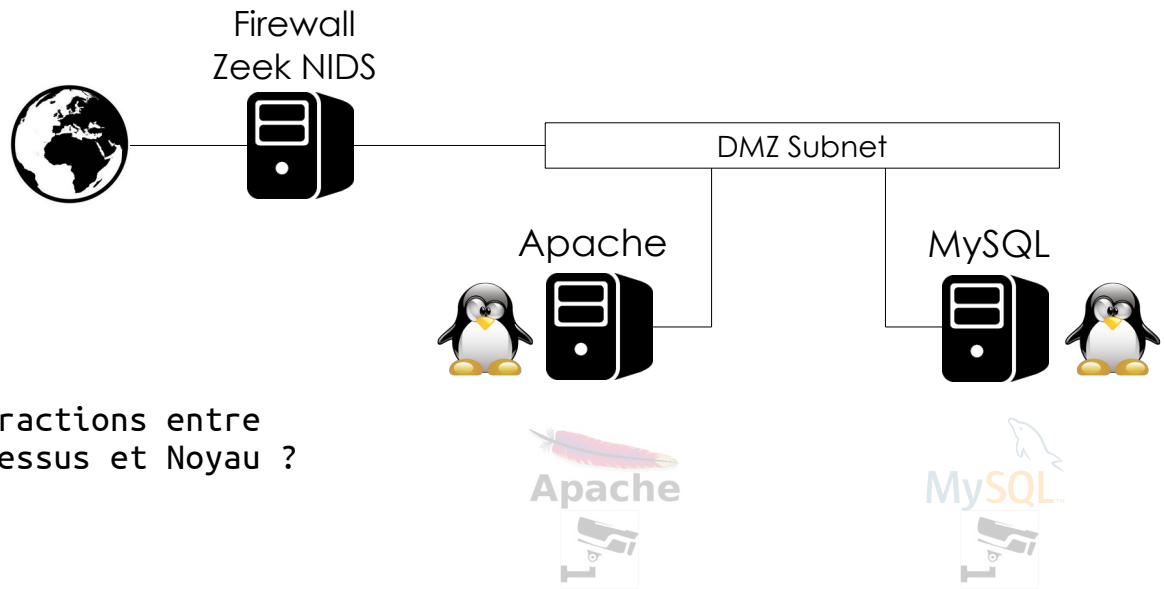 Firewall
Zeek NIDS
DMZ Subnet
Apache
MySQL
ractions entre
essus et Noyau ?
Apache
MySQL